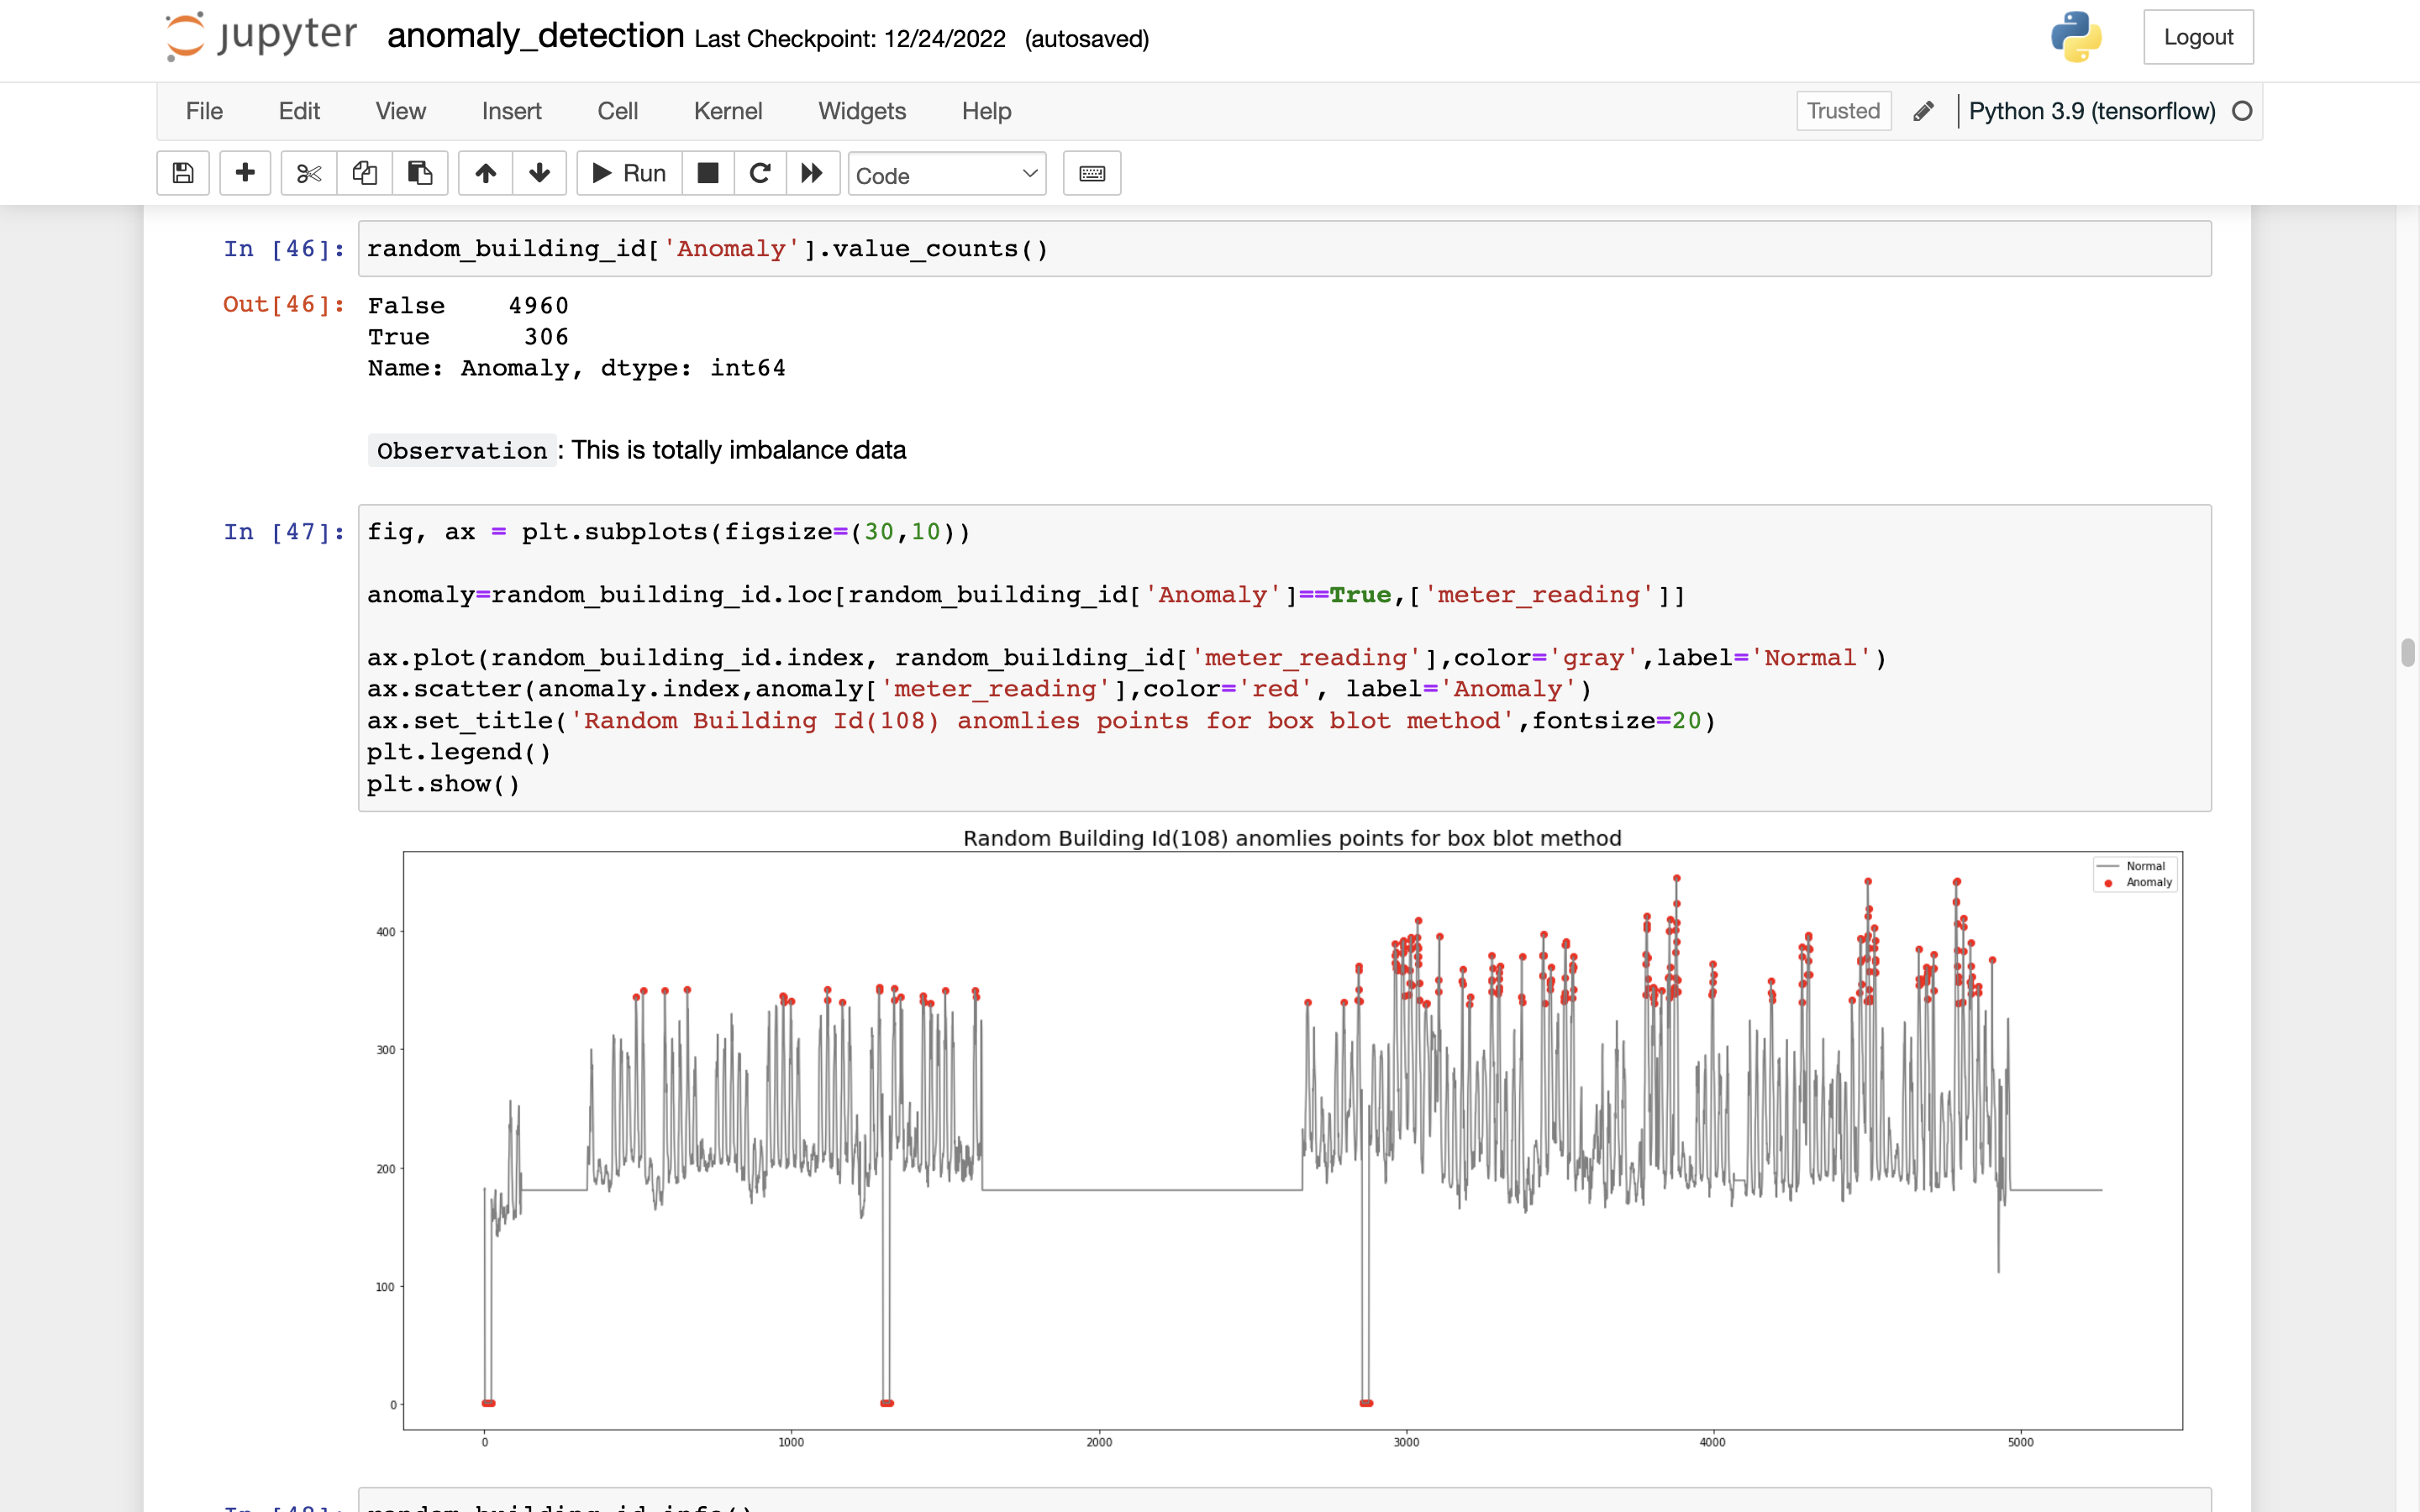 jupyter anomaly_detection Last Checkpoint: 12/24/2022 (autosaved) Logout
File Edit View Insert Cell Kernel Widgets Help Trusted Python 3.9 (tensorflow)
Run Code
In [46]: random_building_id['Anomaly'].value_counts()
Out[46]: False    4960
True      306
Name: Anomaly, dtype: int64
Observation : This is totally imbalance data
In [47]: fig, ax = plt.subplots(figsize=(30,10))
anomaly=random_building_id.loc[random_building_id['Anomaly']==True,['meter_reading']]
ax.plot(random_building_id.index, random_building_id['meter_reading'],color='gray',label='Normal')
ax.scatter(anomaly.index,anomaly['meter_reading'],color='red', label='Anomaly')
ax.set_title('Random Building Id(108) anomlies points for box blot method',fontsize=20)
plt.legend()
plt.show()
Random Building Id(108) anomlies points for box blot method
Normal
Anomaly
400
300
200
100
0
0 1000 2000 3000 4000 5000
In [48]: random_building_id.info()